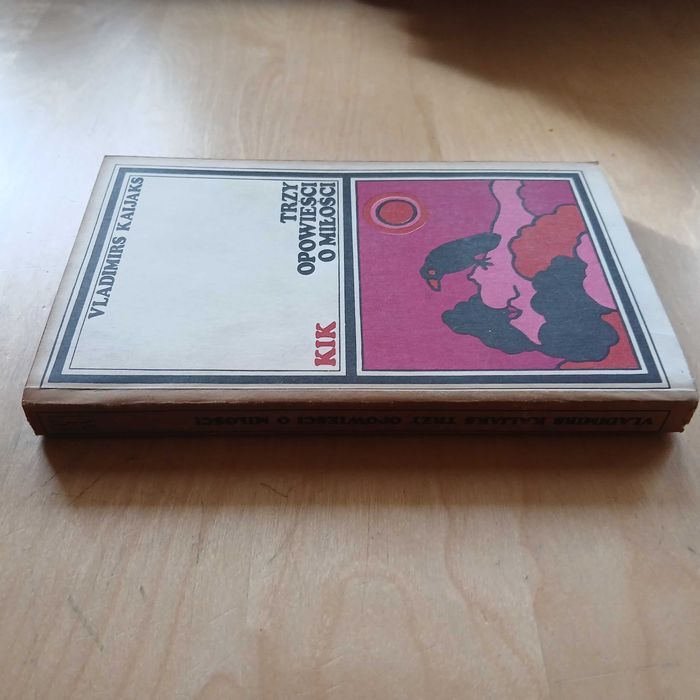 VLADIMIRS KAIJAKS
TRZY
OPOWIEŚCI
O MIŁOŚCI
KIK
VLADIMIRS KAIJAKS TRZY OPOWIEŚCI O MIŁOŚCI